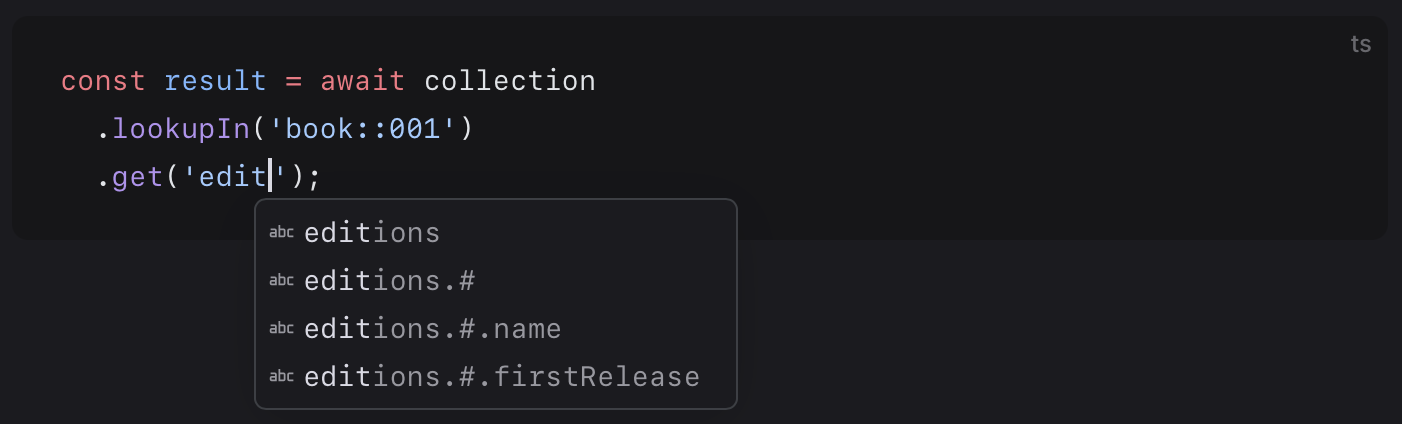 ts
const result = await collection
.lookupIn('book::001')
.get('edit');
abc editions
abc editions.#
abc editions.#.name
abc editions.#.firstRelease